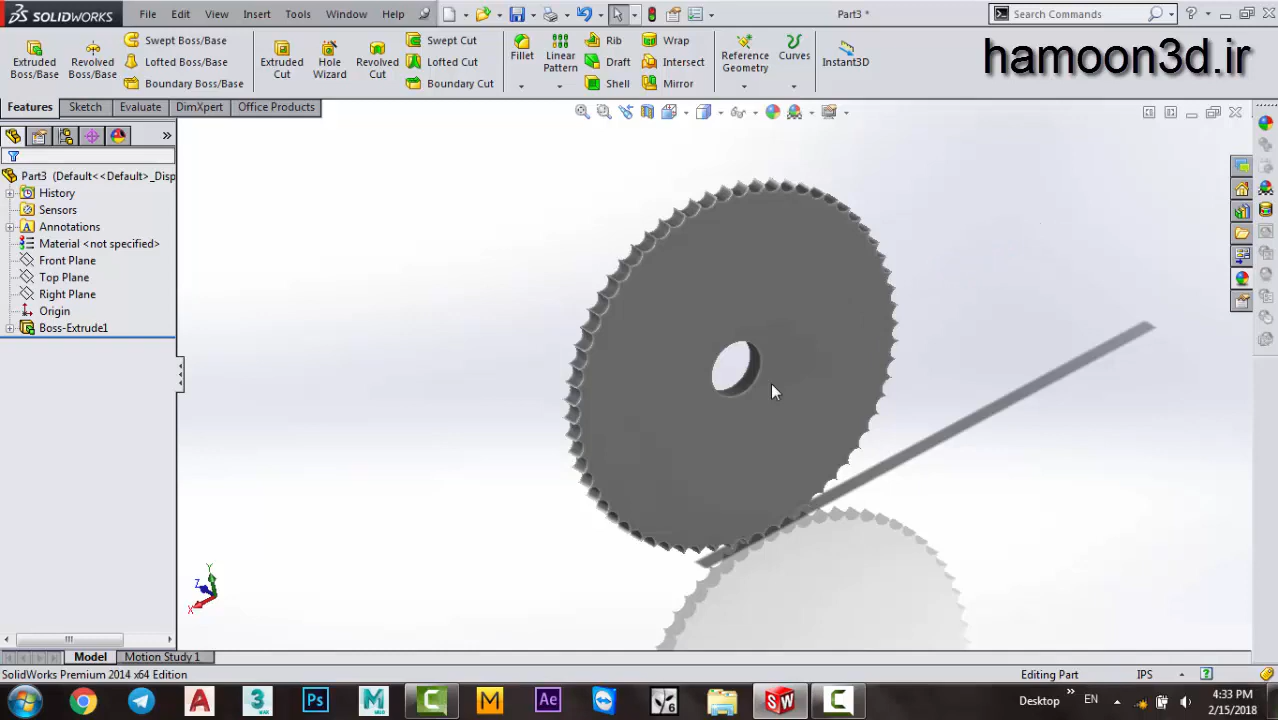 SOLIDWORKS File Edit View Insert Tools Window Help Part3 * Search Commands
hamoon3d.ir
Extruded Boss/Base
Swept Boss/Base
Lofted Boss/Base
Boundary Boss/Base
Extruded Cut
Hole Wizard
Revolved Cut
Swept Cut
Lofted Cut
Boundary Cut
Fillet
Linear Pattern
Rib
Draft
Shell
Wrap
Intersect
Mirror
Reference Geometry
Curves
Instant3D
Features Sketch Evaluate DimXpert Office Products
Part3 (Default<<Default>_Disp
History
Sensors
Annotations
Material <not specified>
Front Plane
Top Plane
Right Plane
Origin
Boss-Extrude1
Y
Z
X
Model Motion Study 1
SolidWorks Premium 2014 x64 Edition Editing Part IPS
Desktop EN 4:33 PM
2/15/2018